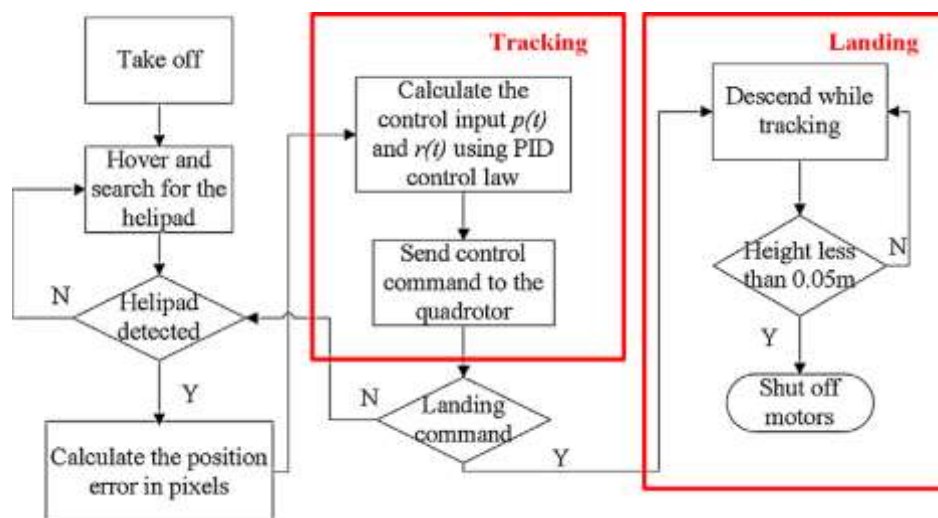 Take off
Hover and
search for the
helipad
N
Helipad
detected
Y
Calculate the position
error in pixels
Tracking
Calculate the
control input p(t)
and r(t) using PID
control law
Send control
command to the
quadrotor
N
Landing
command
Y
Landing
Descend while
tracking
Height less
than 0.05m
N
Y
Shut off
motors